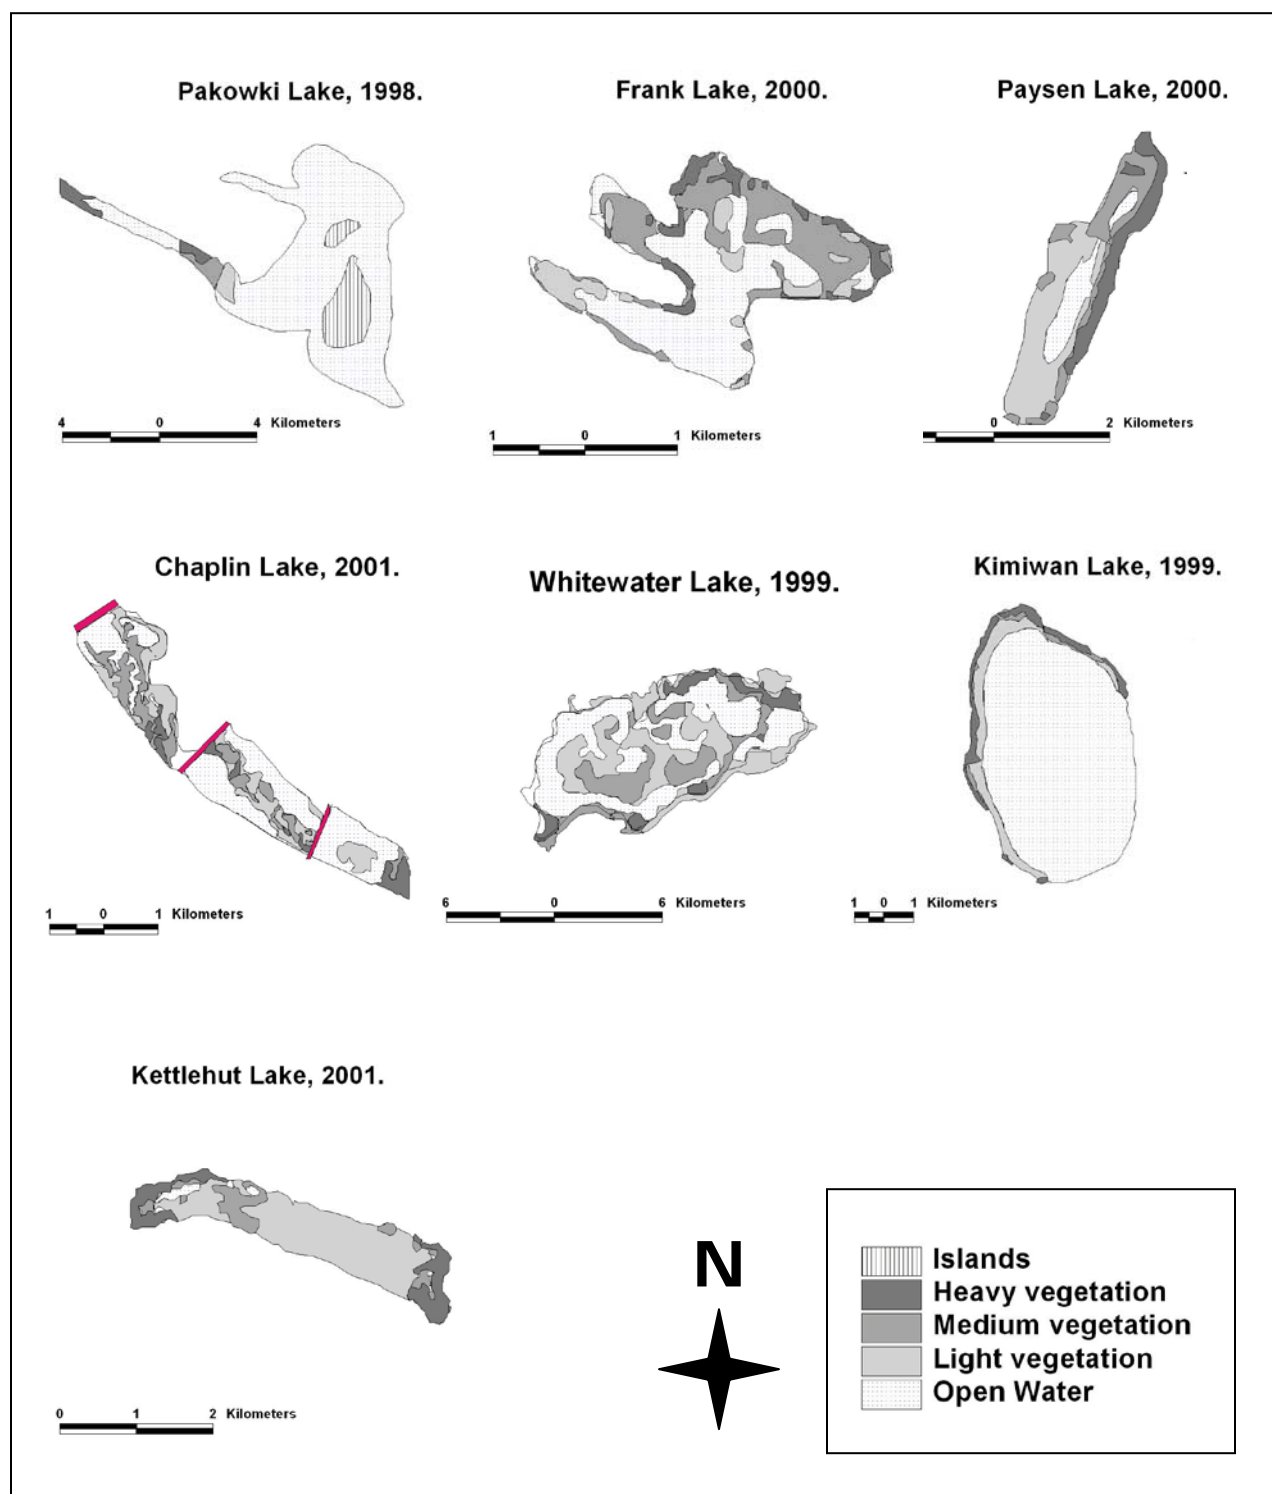 Pakowki Lake, 1998.
Frank Lake, 2000.
Paysen Lake, 2000.
4 0 4 Kilometers
1 0 1 Kilometers
0 2 Kilometers
Chaplin Lake, 2001.
Whitewater Lake, 1999.
Kimiwan Lake, 1999.
1 0 1 Kilometers
6 0 6 Kilometers
1 0 1 Kilometers
Kettlehut Lake, 2001.
0 1 2 Kilometers
N
Islands
Heavy vegetation
Medium vegetation
Light vegetation
Open Water